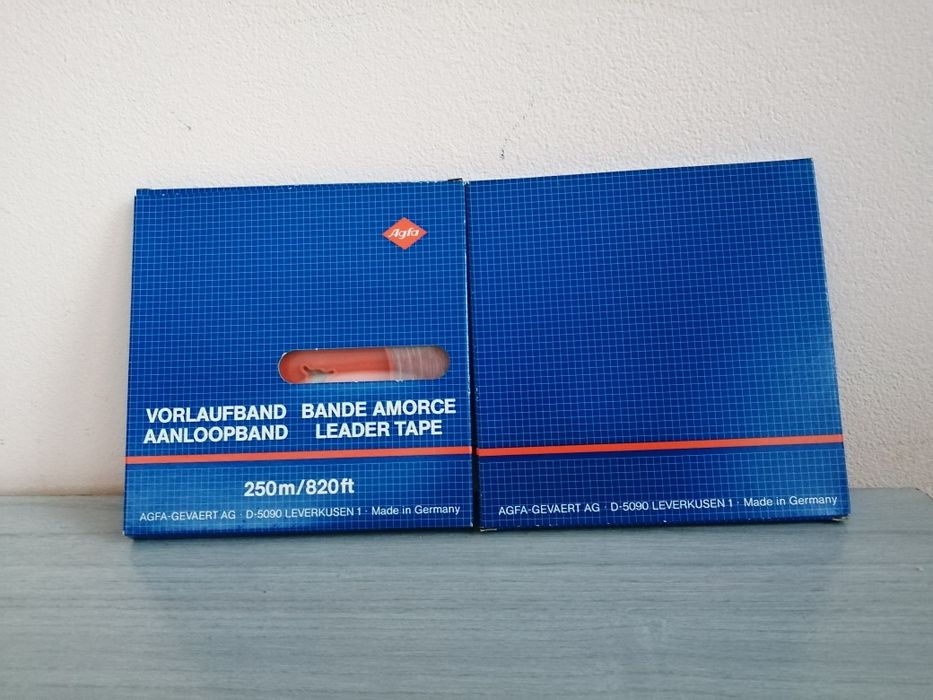 Agfa
VORLAUFBAND BANDE AMORCE
AANLOOPBAND LEADER TAPE
250m/820ft
AGFA-GEVAERT AG · D-5090 LEVERKUSEN 1 · Made in Germany
AGFA-GEVAERT AG · D-5090 LEVERKUSEN 1 · Made in Germany